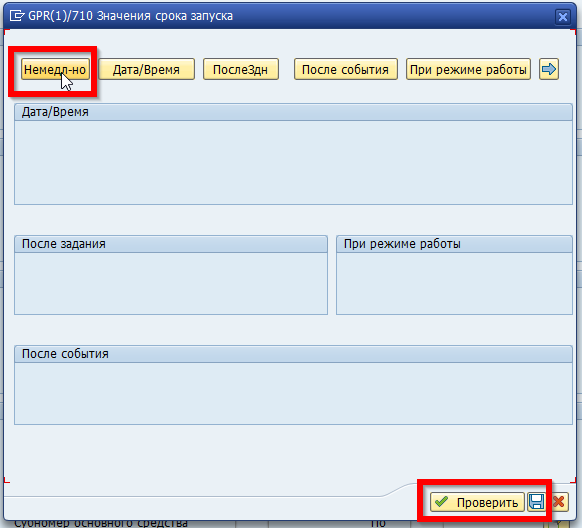 GPR(1)/710 Значения срока запуска
Немедл-но Дата/Время ПослеЗдн После события При режиме работы
Дата/Время
После задания При режиме работы
После события
Проверить
Субномер основного средства По